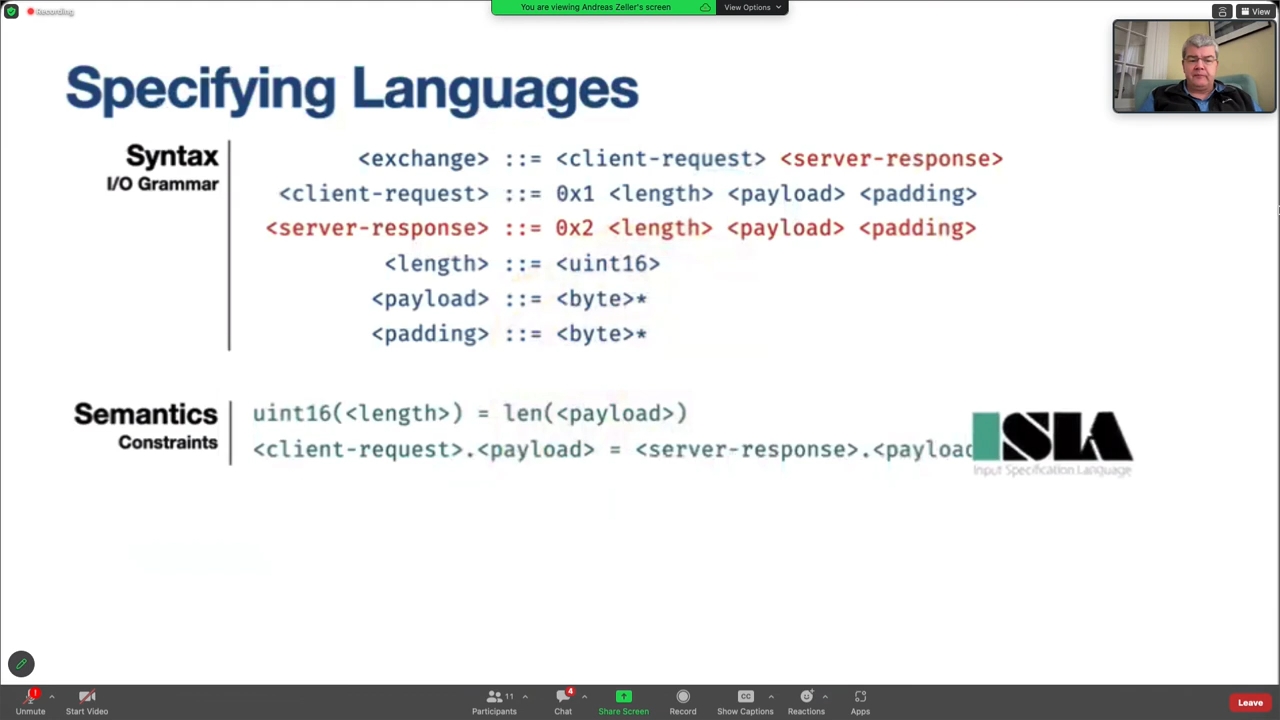 Recording
You are viewing Andreas Zeller's screen
View Options
View
Specifying Languages
Syntax
I/O Grammar
<exchange> ::= <client-request> <server-response>
<client-request> ::= 0x1 <length> <payload> <padding>
<server-response> ::= 0x2 <length> <payload> <padding>
<length> ::= <uint16>
<payload> ::= <byte>*
<padding> ::= <byte>*
Semantics
Constraints
uint16(<length>) = len(<payload>)
<client-request>.<payload> = <server-response>.<payload
ISLA
Input Specification Language
Unmute
Start Video
Participants
11
Chat
4
Share Screen
Record
CC
Show Captions
Reactions
Apps
Leave